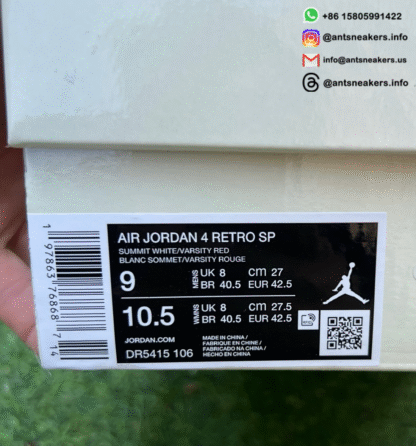 +86 15805991422
@antsneakers.info
info@antsneakers.us
@antsneakers.info
AIR JORDAN 4 RETRO SP
SUMMIT WHITE/VARSITY RED
BLANC SOMMET/VARSITY ROUGE
9 MENS UK 8 cm 27
BR 40.5 EUR 42.5
10.5 WMNS UK 8 cm 27.5
BR 40.5 EUR 42.5
JORDAN.COM
DR5415 106
MADE IN CHINA /
FABRIQUE EN CHINE /
FABRICADO NA CHINA /
HECHO EN CHINA
1 97863 76868 7 14